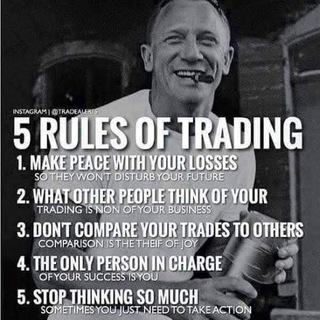 INSTAGRAM | @TRADEALERTS
5 RULES OF TRADING
1. MAKE PEACE WITH YOUR LOSSES
SO THEY WON'T DISTURB YOUR FUTURE
2. WHAT OTHER PEOPLE THINK OF YOUR
TRADING IS NON OF YOUR BUSINESS
3. DON'T COMPARE YOUR TRADES TO OTHERS
COMPARISON IS THE THEIF OF JOY
4. THE ONLY PERSON IN CHARGE
OF YOUR SUCCESS IS YOU
5. STOP THINKING SO MUCH
SOMETIMES YOU JUST NEED TO TAKE ACTION